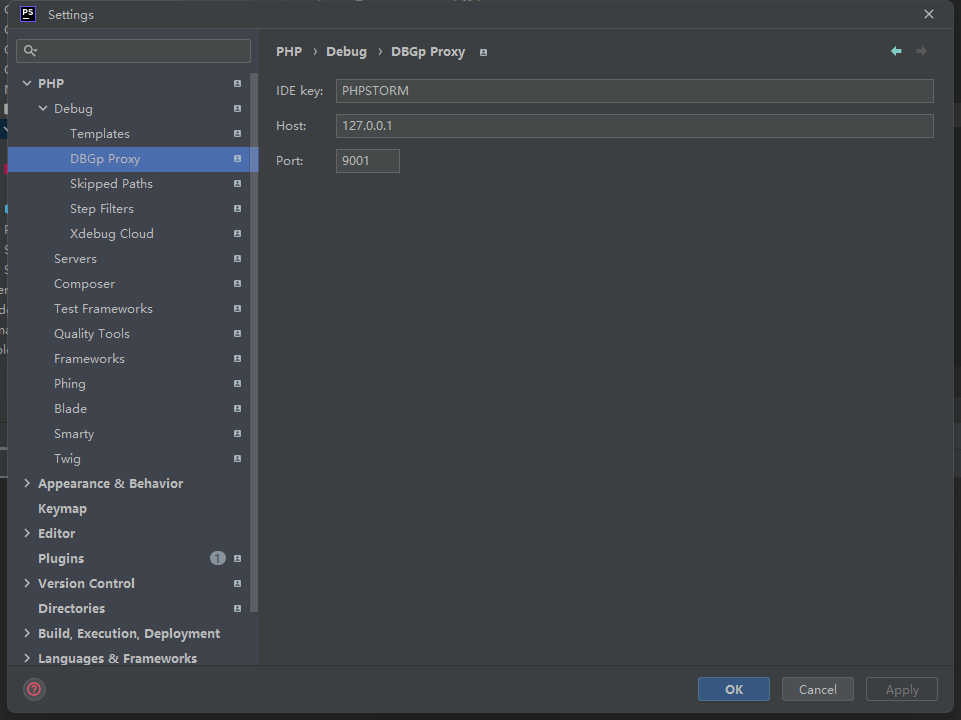 PS Settings
PHP › Debug › DBGp Proxy
IDE key: PHPSTORM
Host: 127.0.0.1
Port: 9001
PHP
Debug
Templates
DBGp Proxy
Skipped Paths
Step Filters
Xdebug Cloud
Servers
Composer
Test Frameworks
Quality Tools
Frameworks
Phing
Blade
Smarty
Twig
Appearance & Behavior
Keymap
Editor
Plugins 1
Version Control
Directories
Build, Execution, Deployment
Languages & Frameworks
? OK Cancel Apply